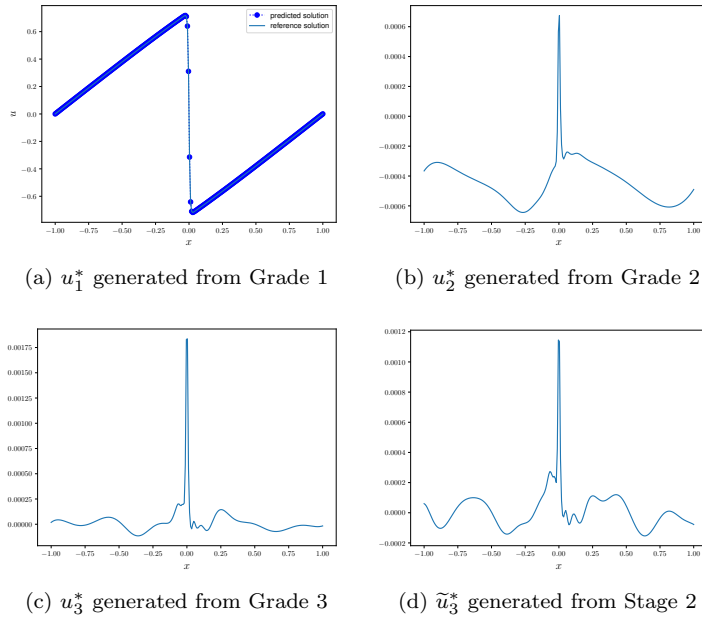 predicted solution
reference solution
0.6
0.4
0.2
0.0
−0.2
−0.4
−0.6
u
−1.00 −0.75 −0.50 −0.25 0.00 0.25 0.50 0.75 1.00
x
(a) u₁* generated from Grade 1
0.0006
0.0004
0.0002
0.0000
−0.0002
−0.0004
−0.0006
−1.00 −0.75 −0.50 −0.25 0.00 0.25 0.50 0.75 1.00
x
(b) u₂* generated from Grade 2
0.00175
0.00150
0.00125
0.00100
0.00075
0.00050
0.00025
0.00000
−1.00 −0.75 −0.50 −0.25 0.00 0.25 0.50 0.75 1.00
x
(c) u₃* generated from Grade 3
0.0012
0.0010
0.0008
0.0006
0.0004
0.0002
0.0000
−0.0002
−1.00 −0.75 −0.50 −0.25 0.00 0.25 0.50 0.75 1.00
x
(d) ũ₃* generated from Stage 2